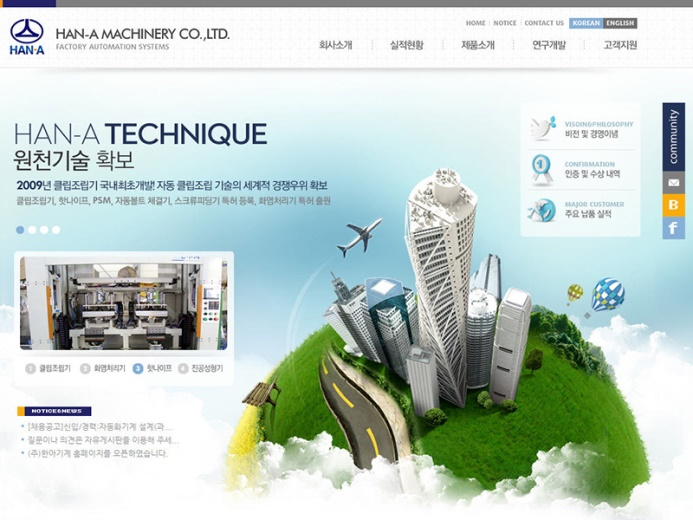 HOME NOTICE CONTACT US KOREAN ENGLISH
HAN-A
HAN-A MACHINERY CO.,LTD.
FACTORY AUTOMATION SYSTEMS
회사소개 실적현황 제품소개 연구개발 고객지원
HAN-A TECHNIQUE
원천기술 확보
2009년 클립조립기 국내최초개발! 자동 클립조립 기술의 세계적 경쟁우위 확보
클립조립기, 핫나이프, PSM, 자동볼트 체결기, 스크류피딩기 특허 등록, 화염처리기 특허 출원
VISOIN&PHILOSOPHY
비전 및 경영이념
CONFIRMATION
인증 및 수상 내역
MAJOR CUSTOMER
주요 납품 실적
community
B
f
1 클립조립기 2 화염처리기 3 핫나이프 4 진공성형기
NOTICE&NEWS
[채용공고]신입/경력:자동화기계 설계(과...
질문이나 의견은 자유게시판를 이용해 주세...
(주)한아기계 홈페이지를 오픈하였습니다.